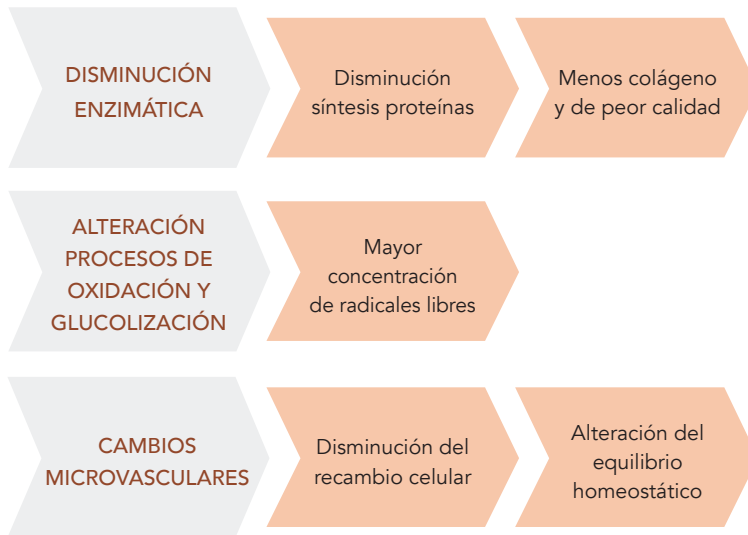 DISMINUCIÓN
ENZIMÁTICA
Disminución
síntesis proteínas
Menos colágeno
y de peor calidad
ALTERACIÓN
PROCESOS DE
OXIDACIÓN Y
GLUCOLIZACIÓN
Mayor
concentración
de radicales libres
CAMBIOS
MICROVASCULARES
Disminución del
recambio celular
Alteración del
equilibrio
homeostático